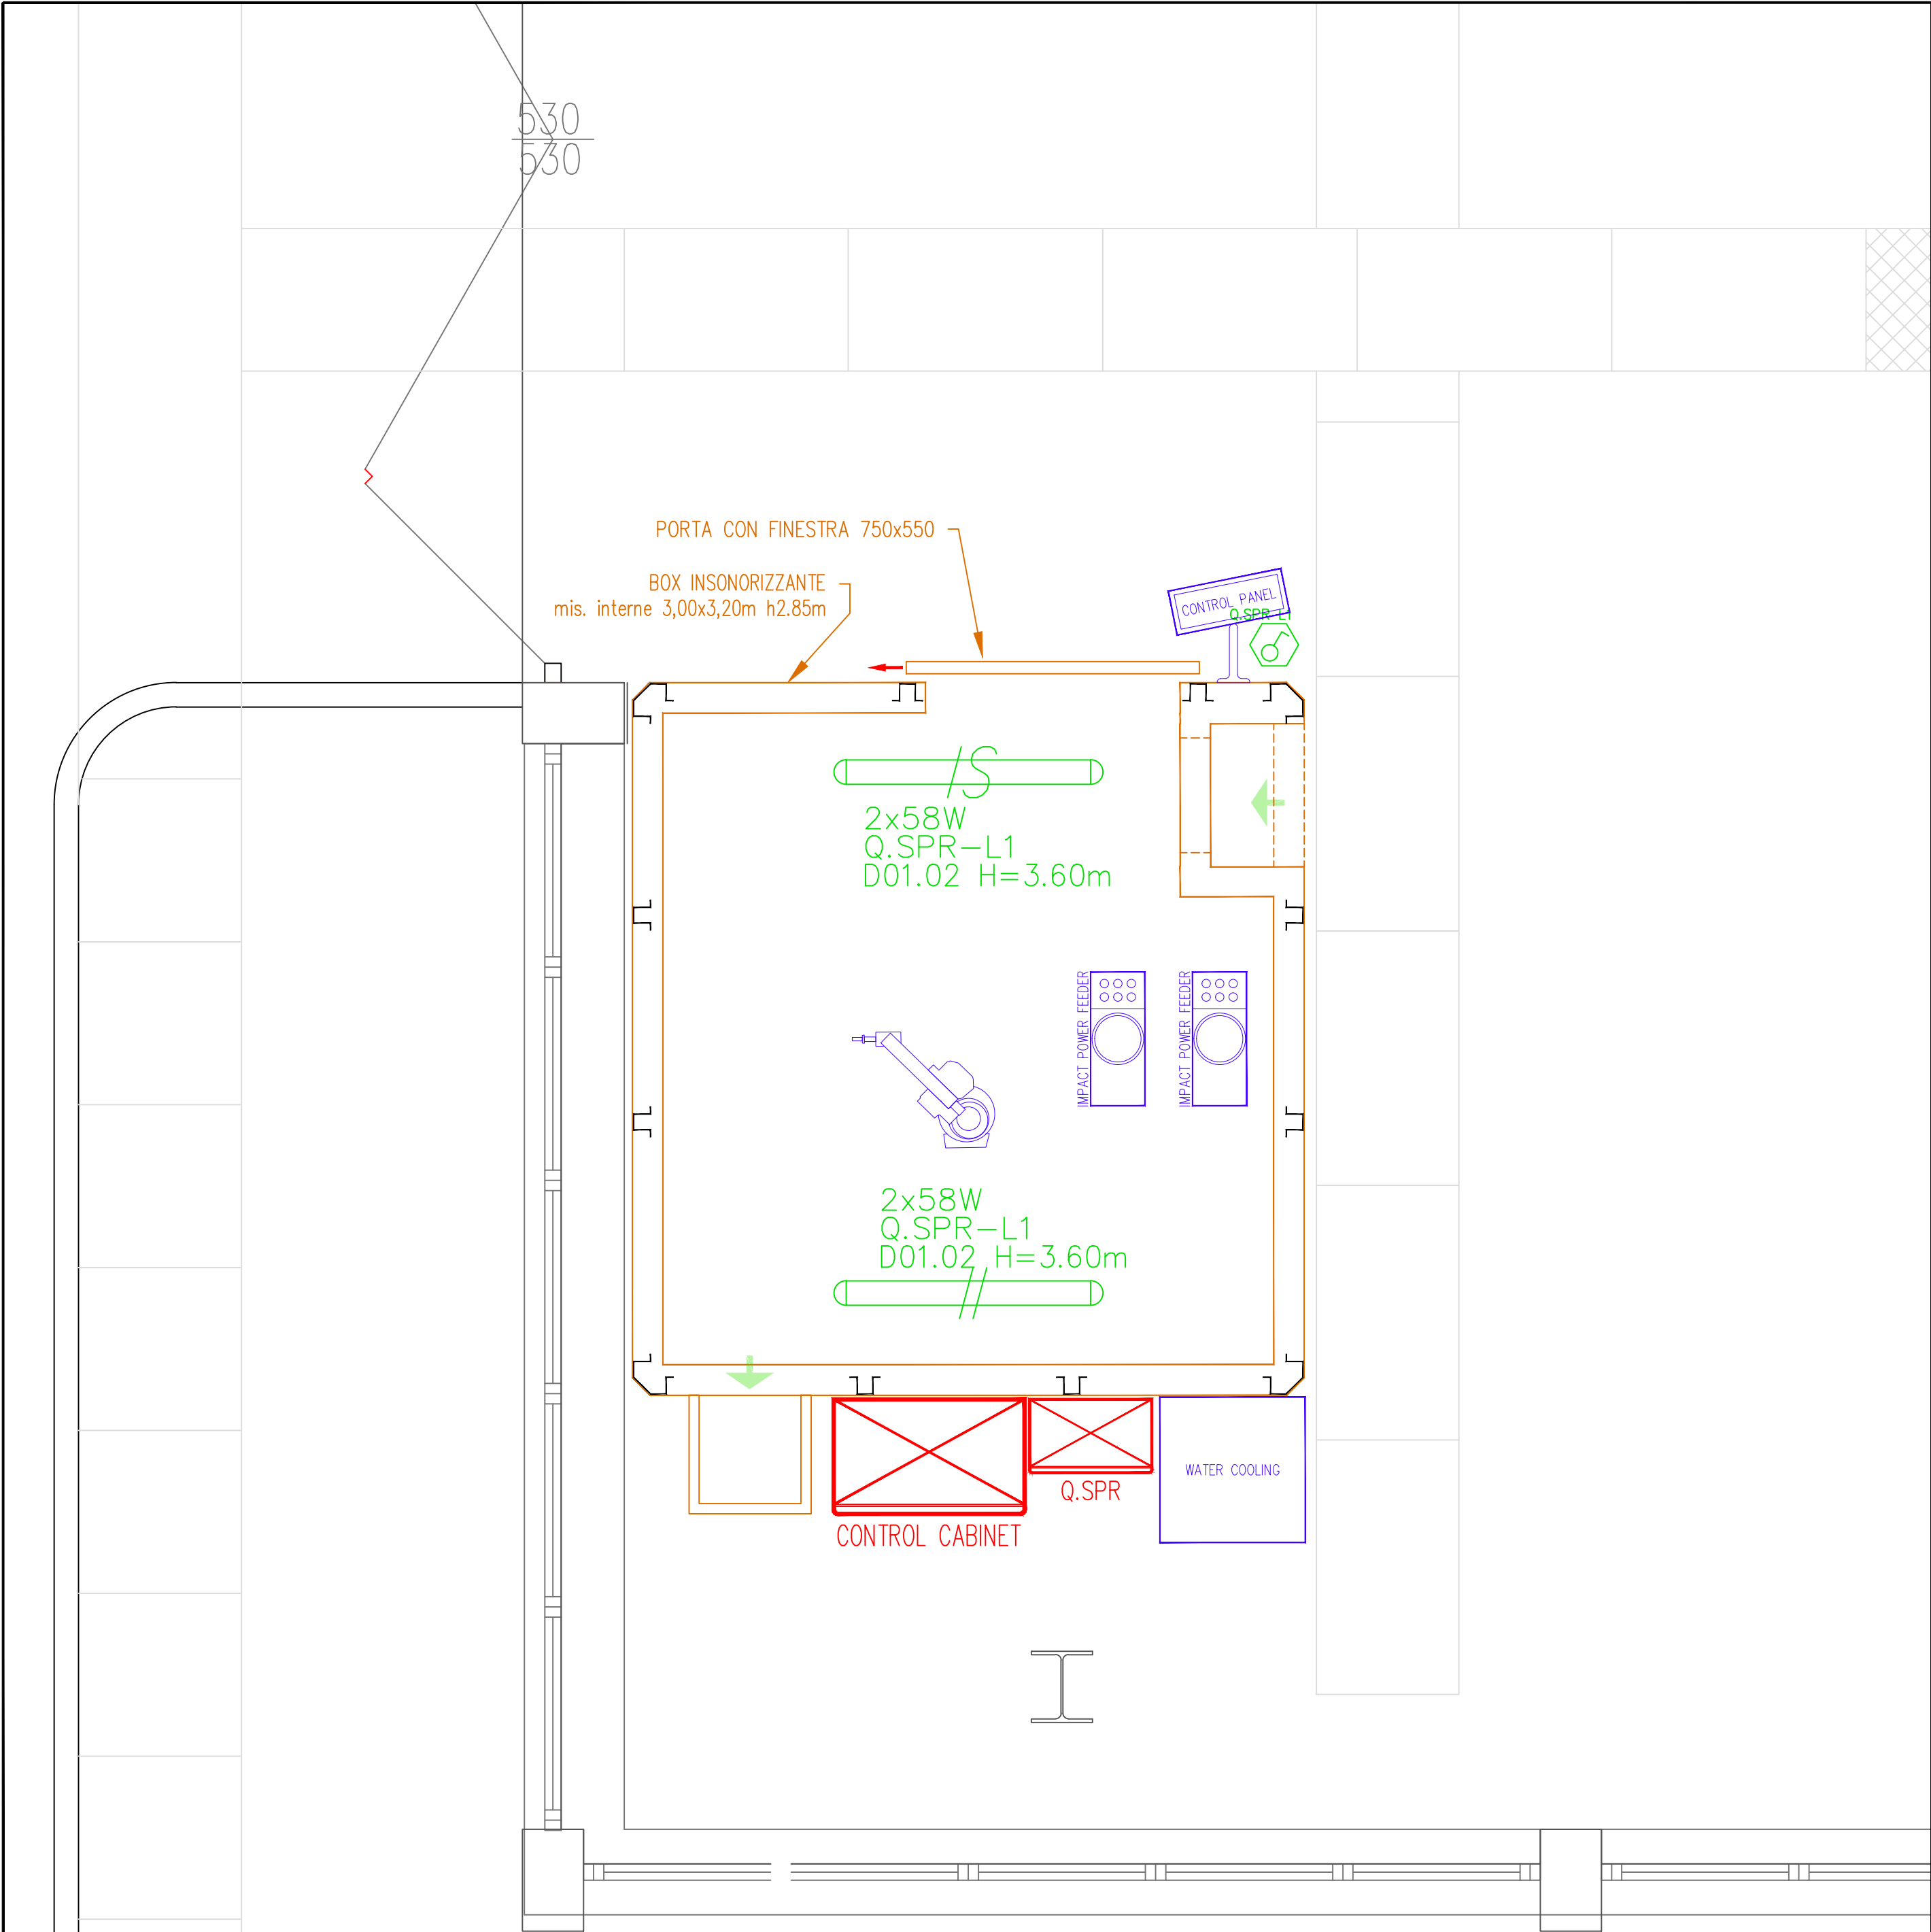 530
530
PORTA CON FINESTRA 750x550
BOX INSONORIZZANTE
mis. interne 3,00x3,20m h2.85m
CONTROL PANEL
Q.SPR-L1
S
2x58W
Q.SPR-L1
D01.02 H=3.60m
IMPACT POWER FEEDER
IMPACT POWER FEEDER
2x58W
Q.SPR-L1
D01.02 H=3.60m
WATER COOLING
Q.SPR
CONTROL CABINET